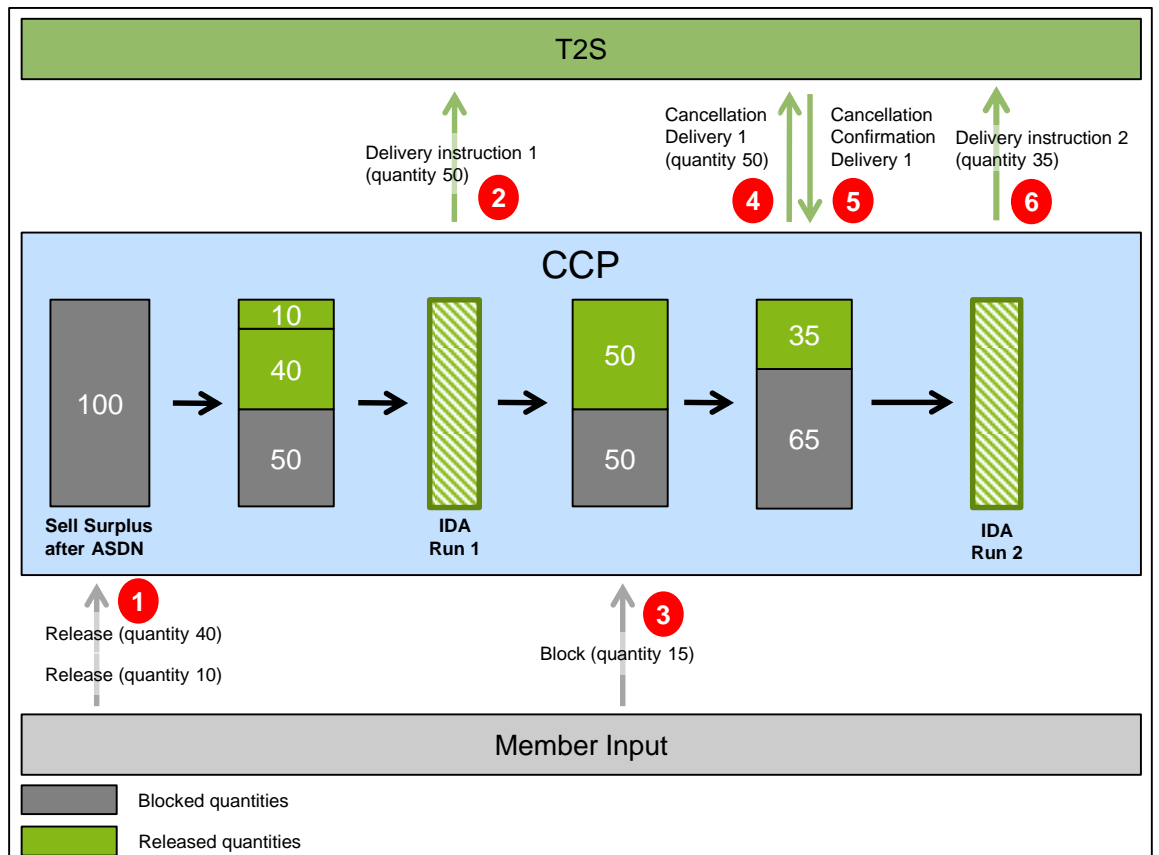 T2S
Delivery instruction 1
(quantity 50)
2
Cancellation
Delivery 1
(quantity 50)
4
Cancellation
Confirmation
Delivery 1
5
Delivery instruction 2
(quantity 35)
6
CCP
100
10
40
50
50
50
35
65
Sell Surplus
after ASDN
IDA
Run 1
IDA
Run 2
1
Release (quantity 40)
Release (quantity 10)
3
Block (quantity 15)
Member Input
Blocked quantities
Released quantities